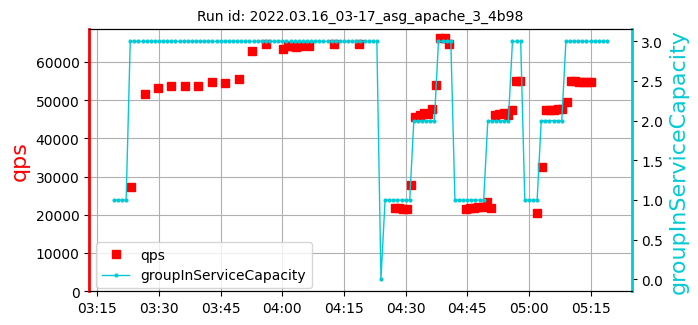 Run id: 2022.03.16_03-17_asg_apache_3_4b98
qps
60000
50000
40000
30000
20000
10000
0
groupInServiceCapacity
3.0
2.5
2.0
1.5
1.0
0.5
0.0
qps
groupInServiceCapacity
03:15 03:30 03:45 04:00 04:15 04:30 04:45 05:00 05:15